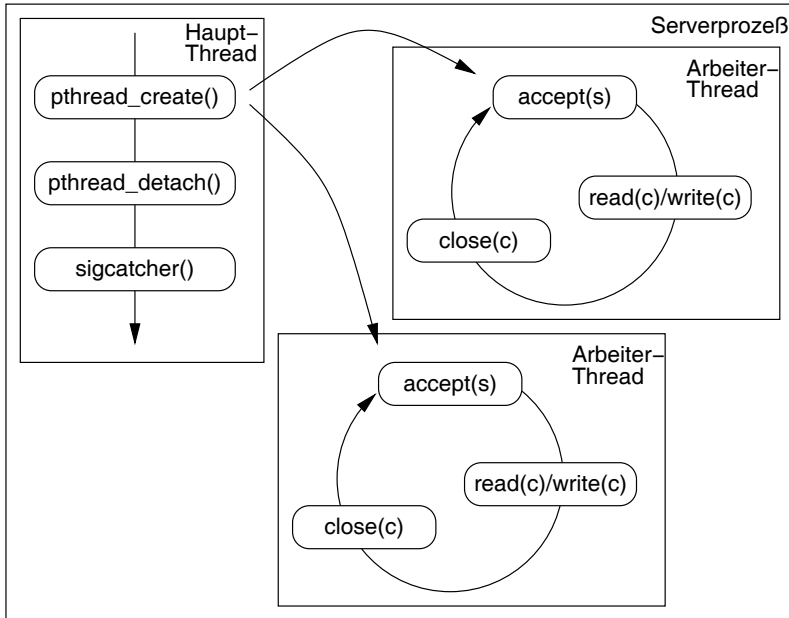 Serverprozeß
Haupt–
Thread
pthread_create()
pthread_detach()
sigcatcher()
Arbeiter–
Thread
accept(s)
read(c)/write(c)
close(c)
Arbeiter–
Thread
accept(s)
read(c)/write(c)
close(c)